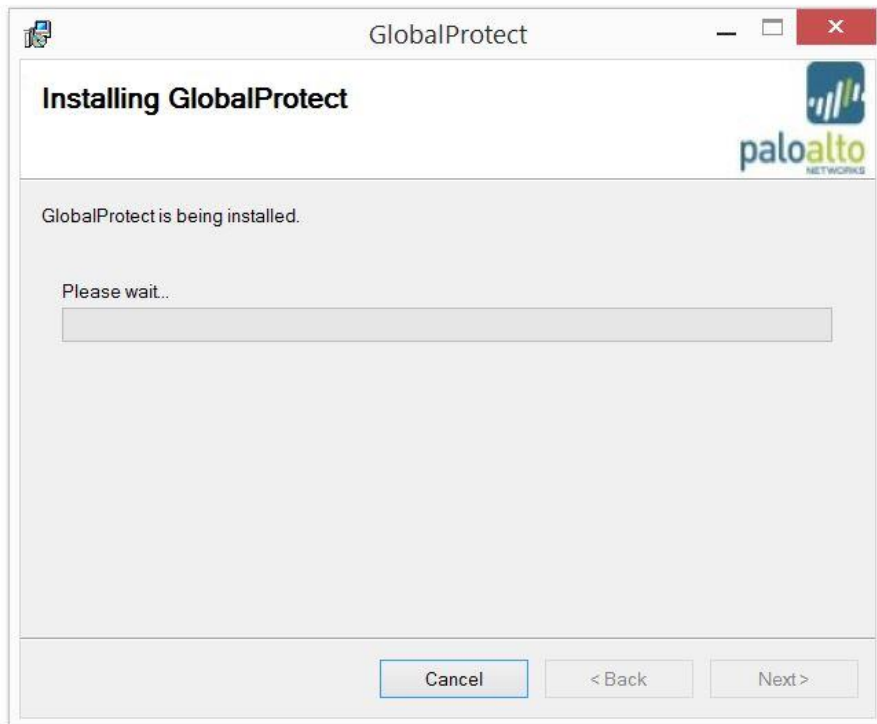 GlobalProtect
Installing GlobalProtect
paloalto
NETWORKS
GlobalProtect is being installed.
Please wait...
Cancel
< Back
Next >